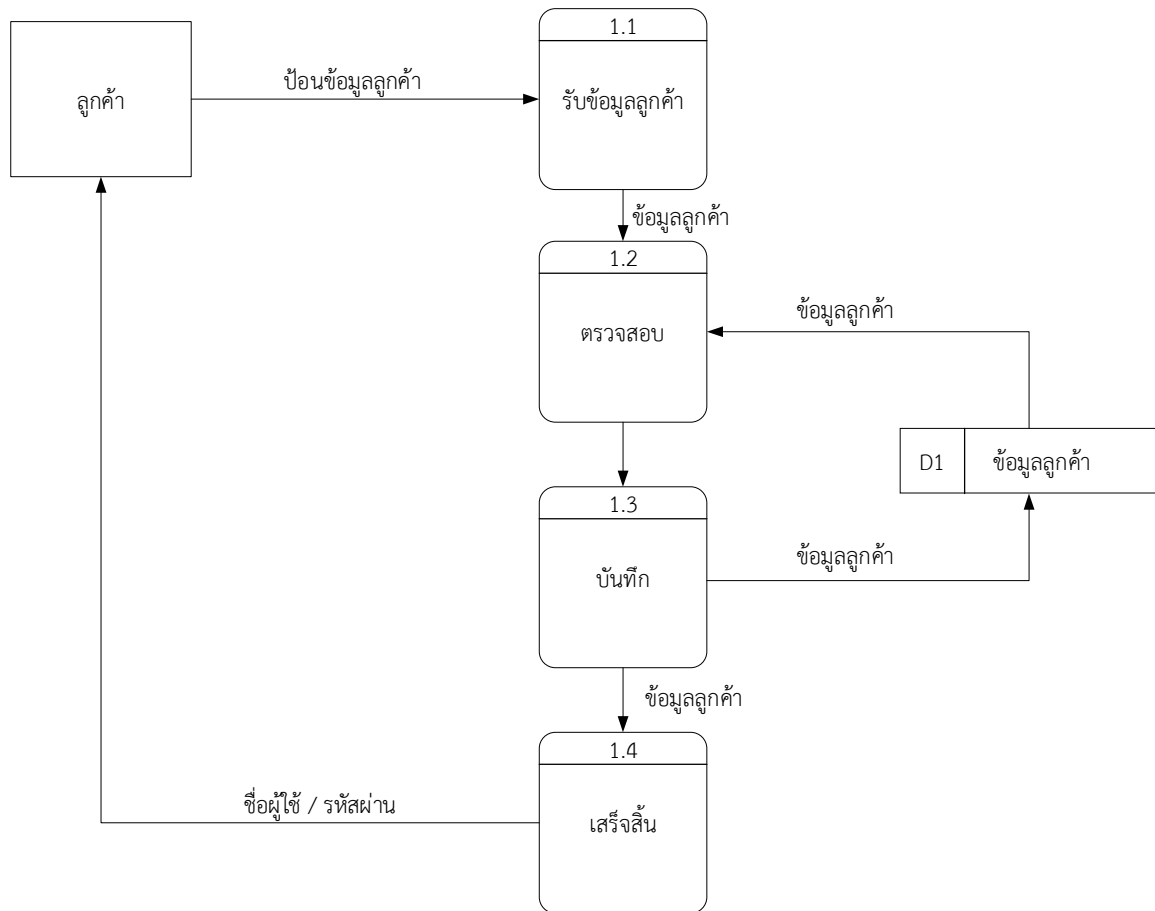 1.1
ลูกค้า
ป้อนข้อมูลลูกค้า
รับข้อมูลลูกค้า
ข้อมูลลูกค้า
1.2
ตรวจสอบ
ข้อมูลลูกค้า
D1
ข้อมูลลูกค้า
1.3
บันทึก
ข้อมูลลูกค้า
ข้อมูลลูกค้า
1.4
ชื่อผู้ใช้ / รหัสผ่าน
เสร็จสิ้น